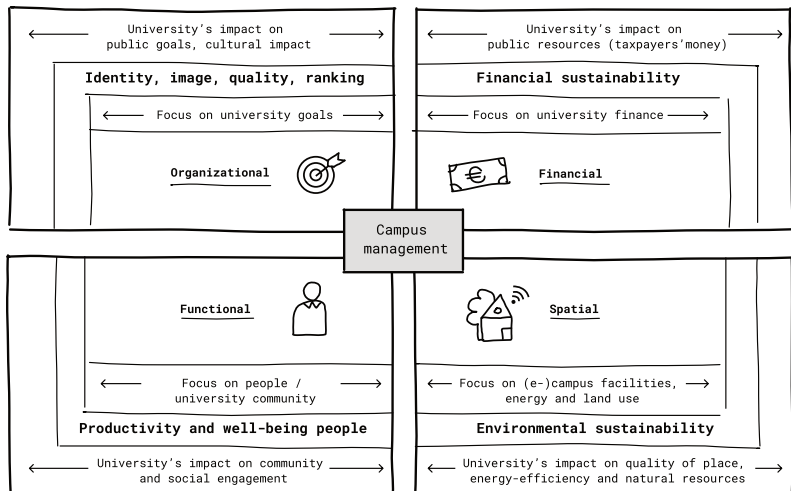 University's impact on
public goals, cultural impact
Identity, image, quality, ranking
Focus on university goals
Organizational
University's impact on
public resources (taxpayers'money)
Financial sustainability
Focus on university finance
€
Financial
Campus
management
Functional
Focus on people /
university community
Productivity and well-being people
University's impact on community
and social engagement
Spatial
Focus on (e-)campus facilities,
energy and land use
Environmental sustainability
University's impact on quality of place,
energy-efficiency and natural resources